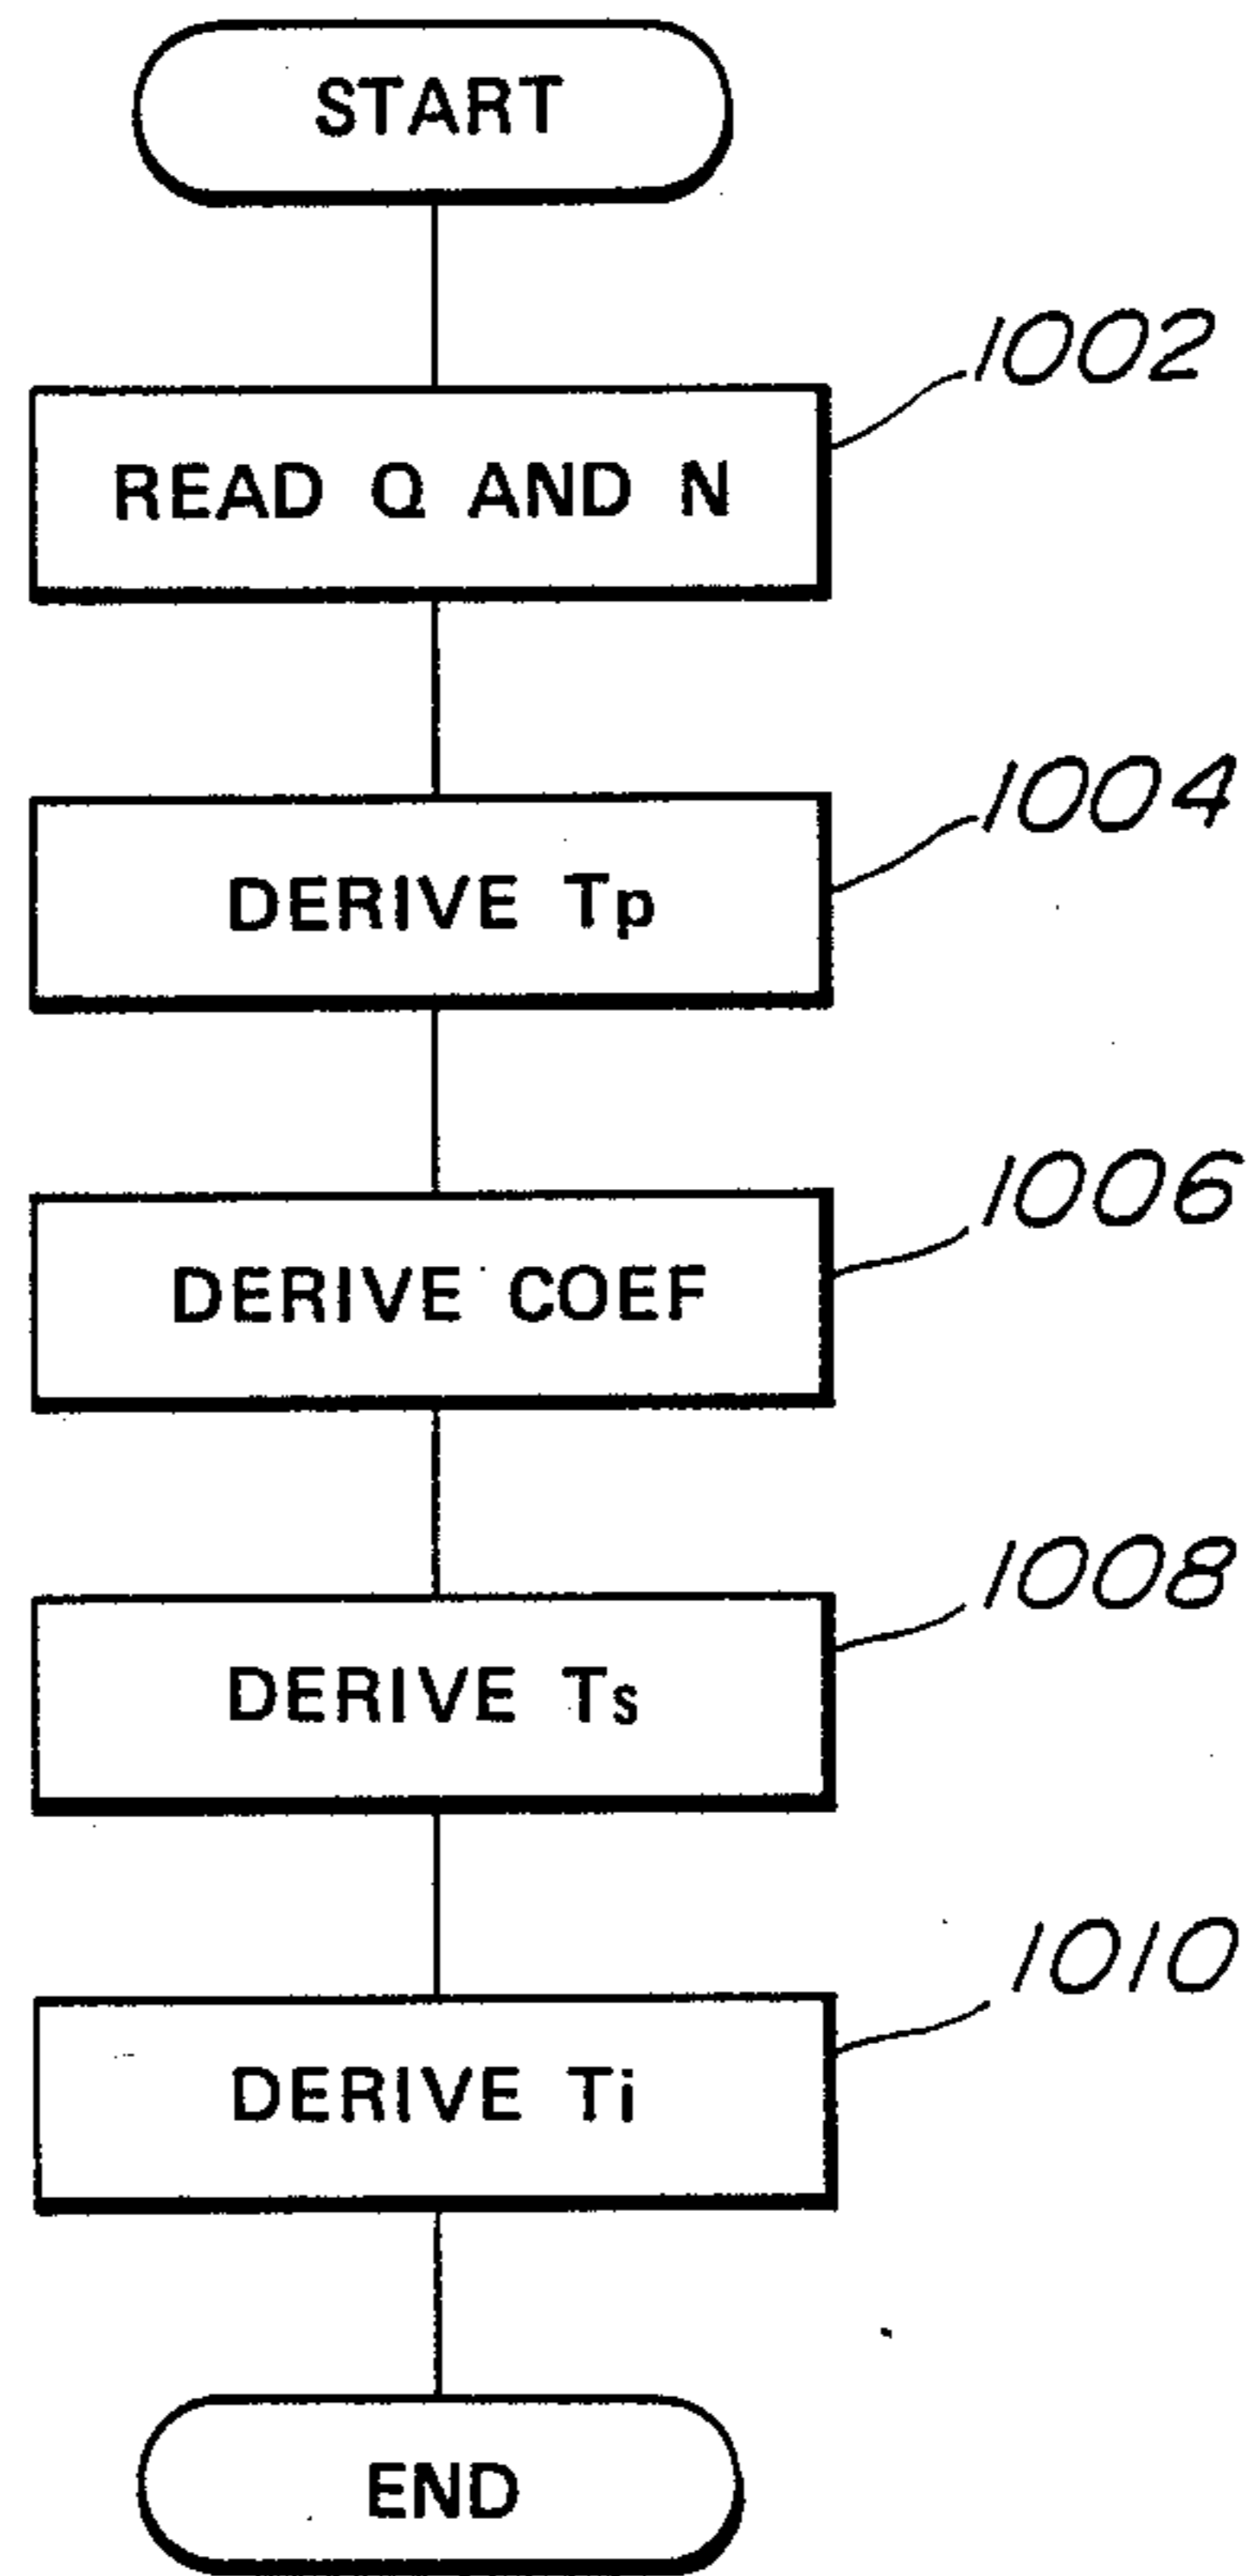 START
1002
READ Q AND N
1004
DERIVE Tp
1006
DERIVE COEF
1008
DERIVE Ts
1010
DERIVE Ti
END